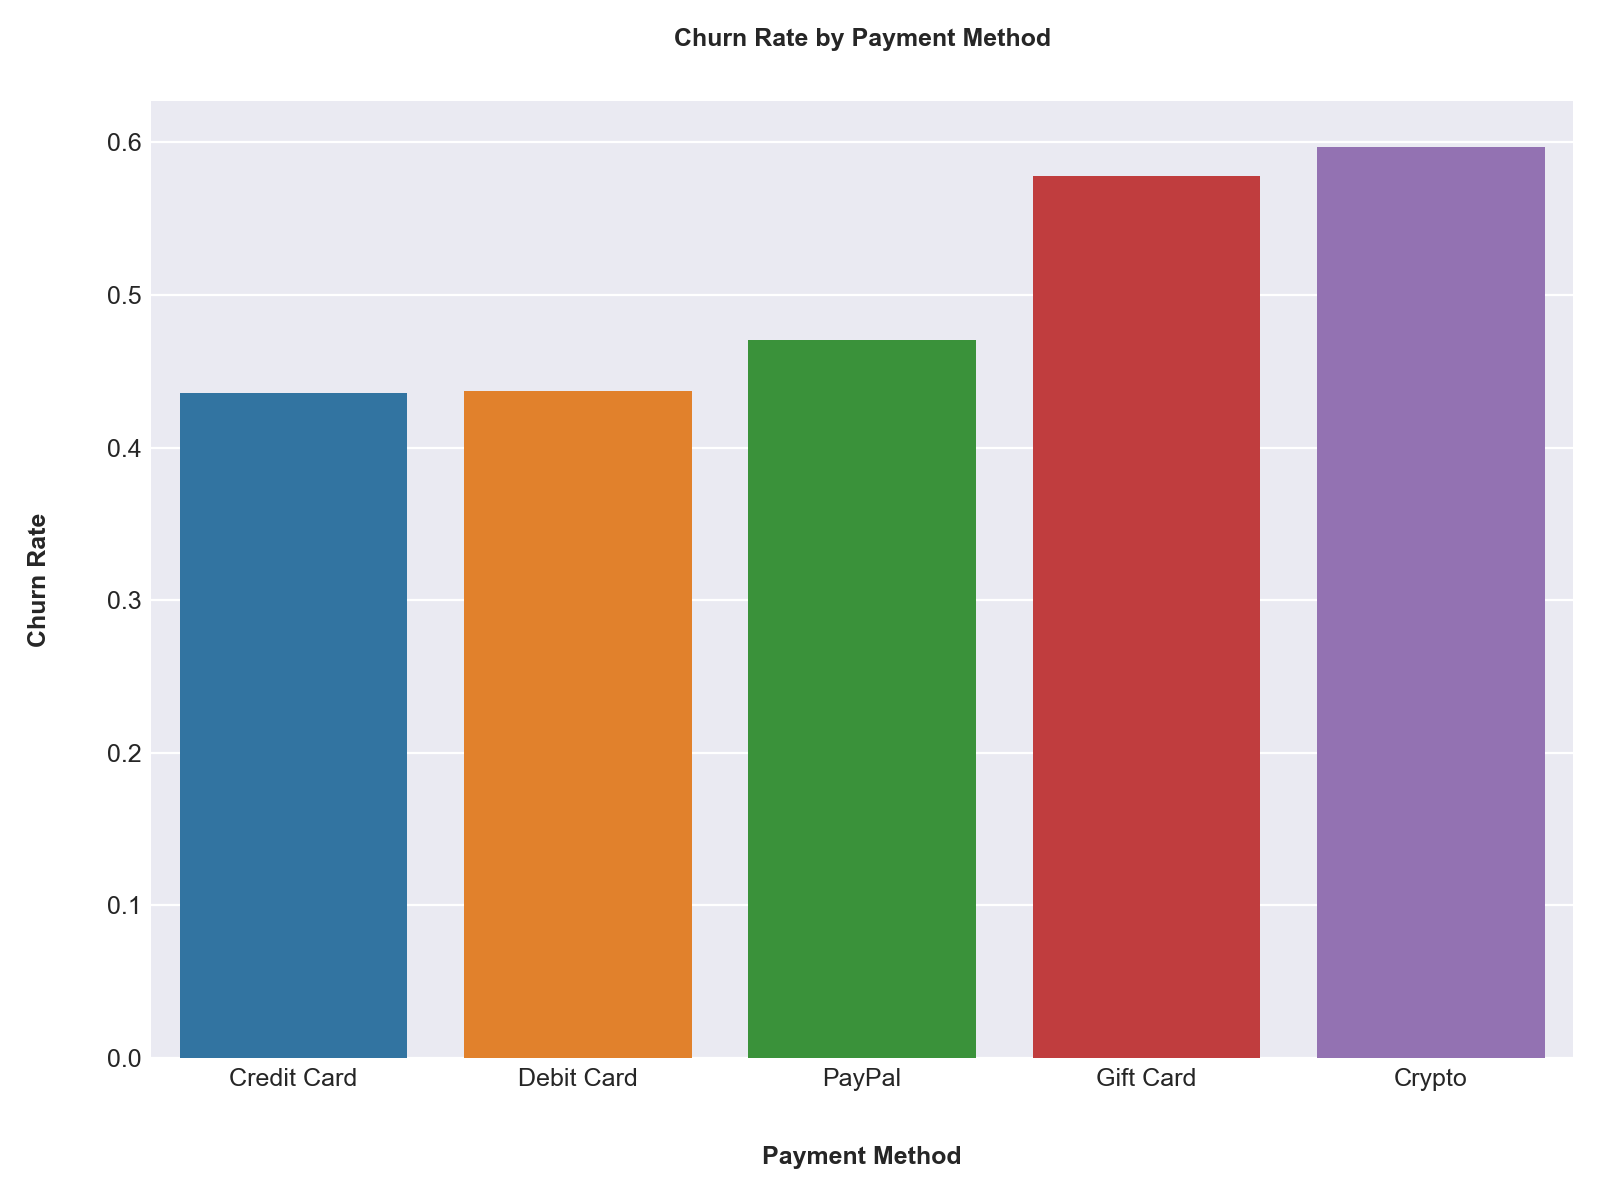 Churn Rate by Payment Method
Churn Rate
0.6
0.5
0.4
0.3
0.2
0.1
0.0
Credit Card
Debit Card
PayPal
Gift Card
Crypto
Payment Method